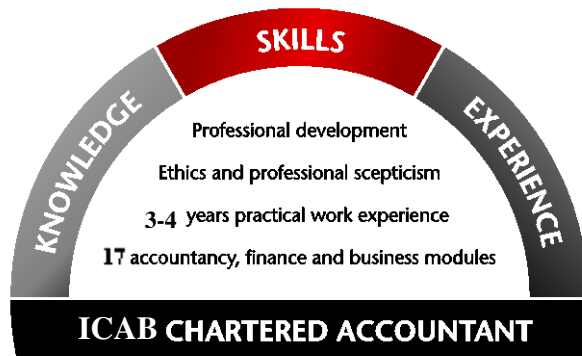 SKILLS
KNOWLEDGE
EXPERIENCE
Professional development
Ethics and professional scepticism
3-4 years practical work experience
17 accountancy, finance and business modules
ICAB CHARTERED ACCOUNTANT